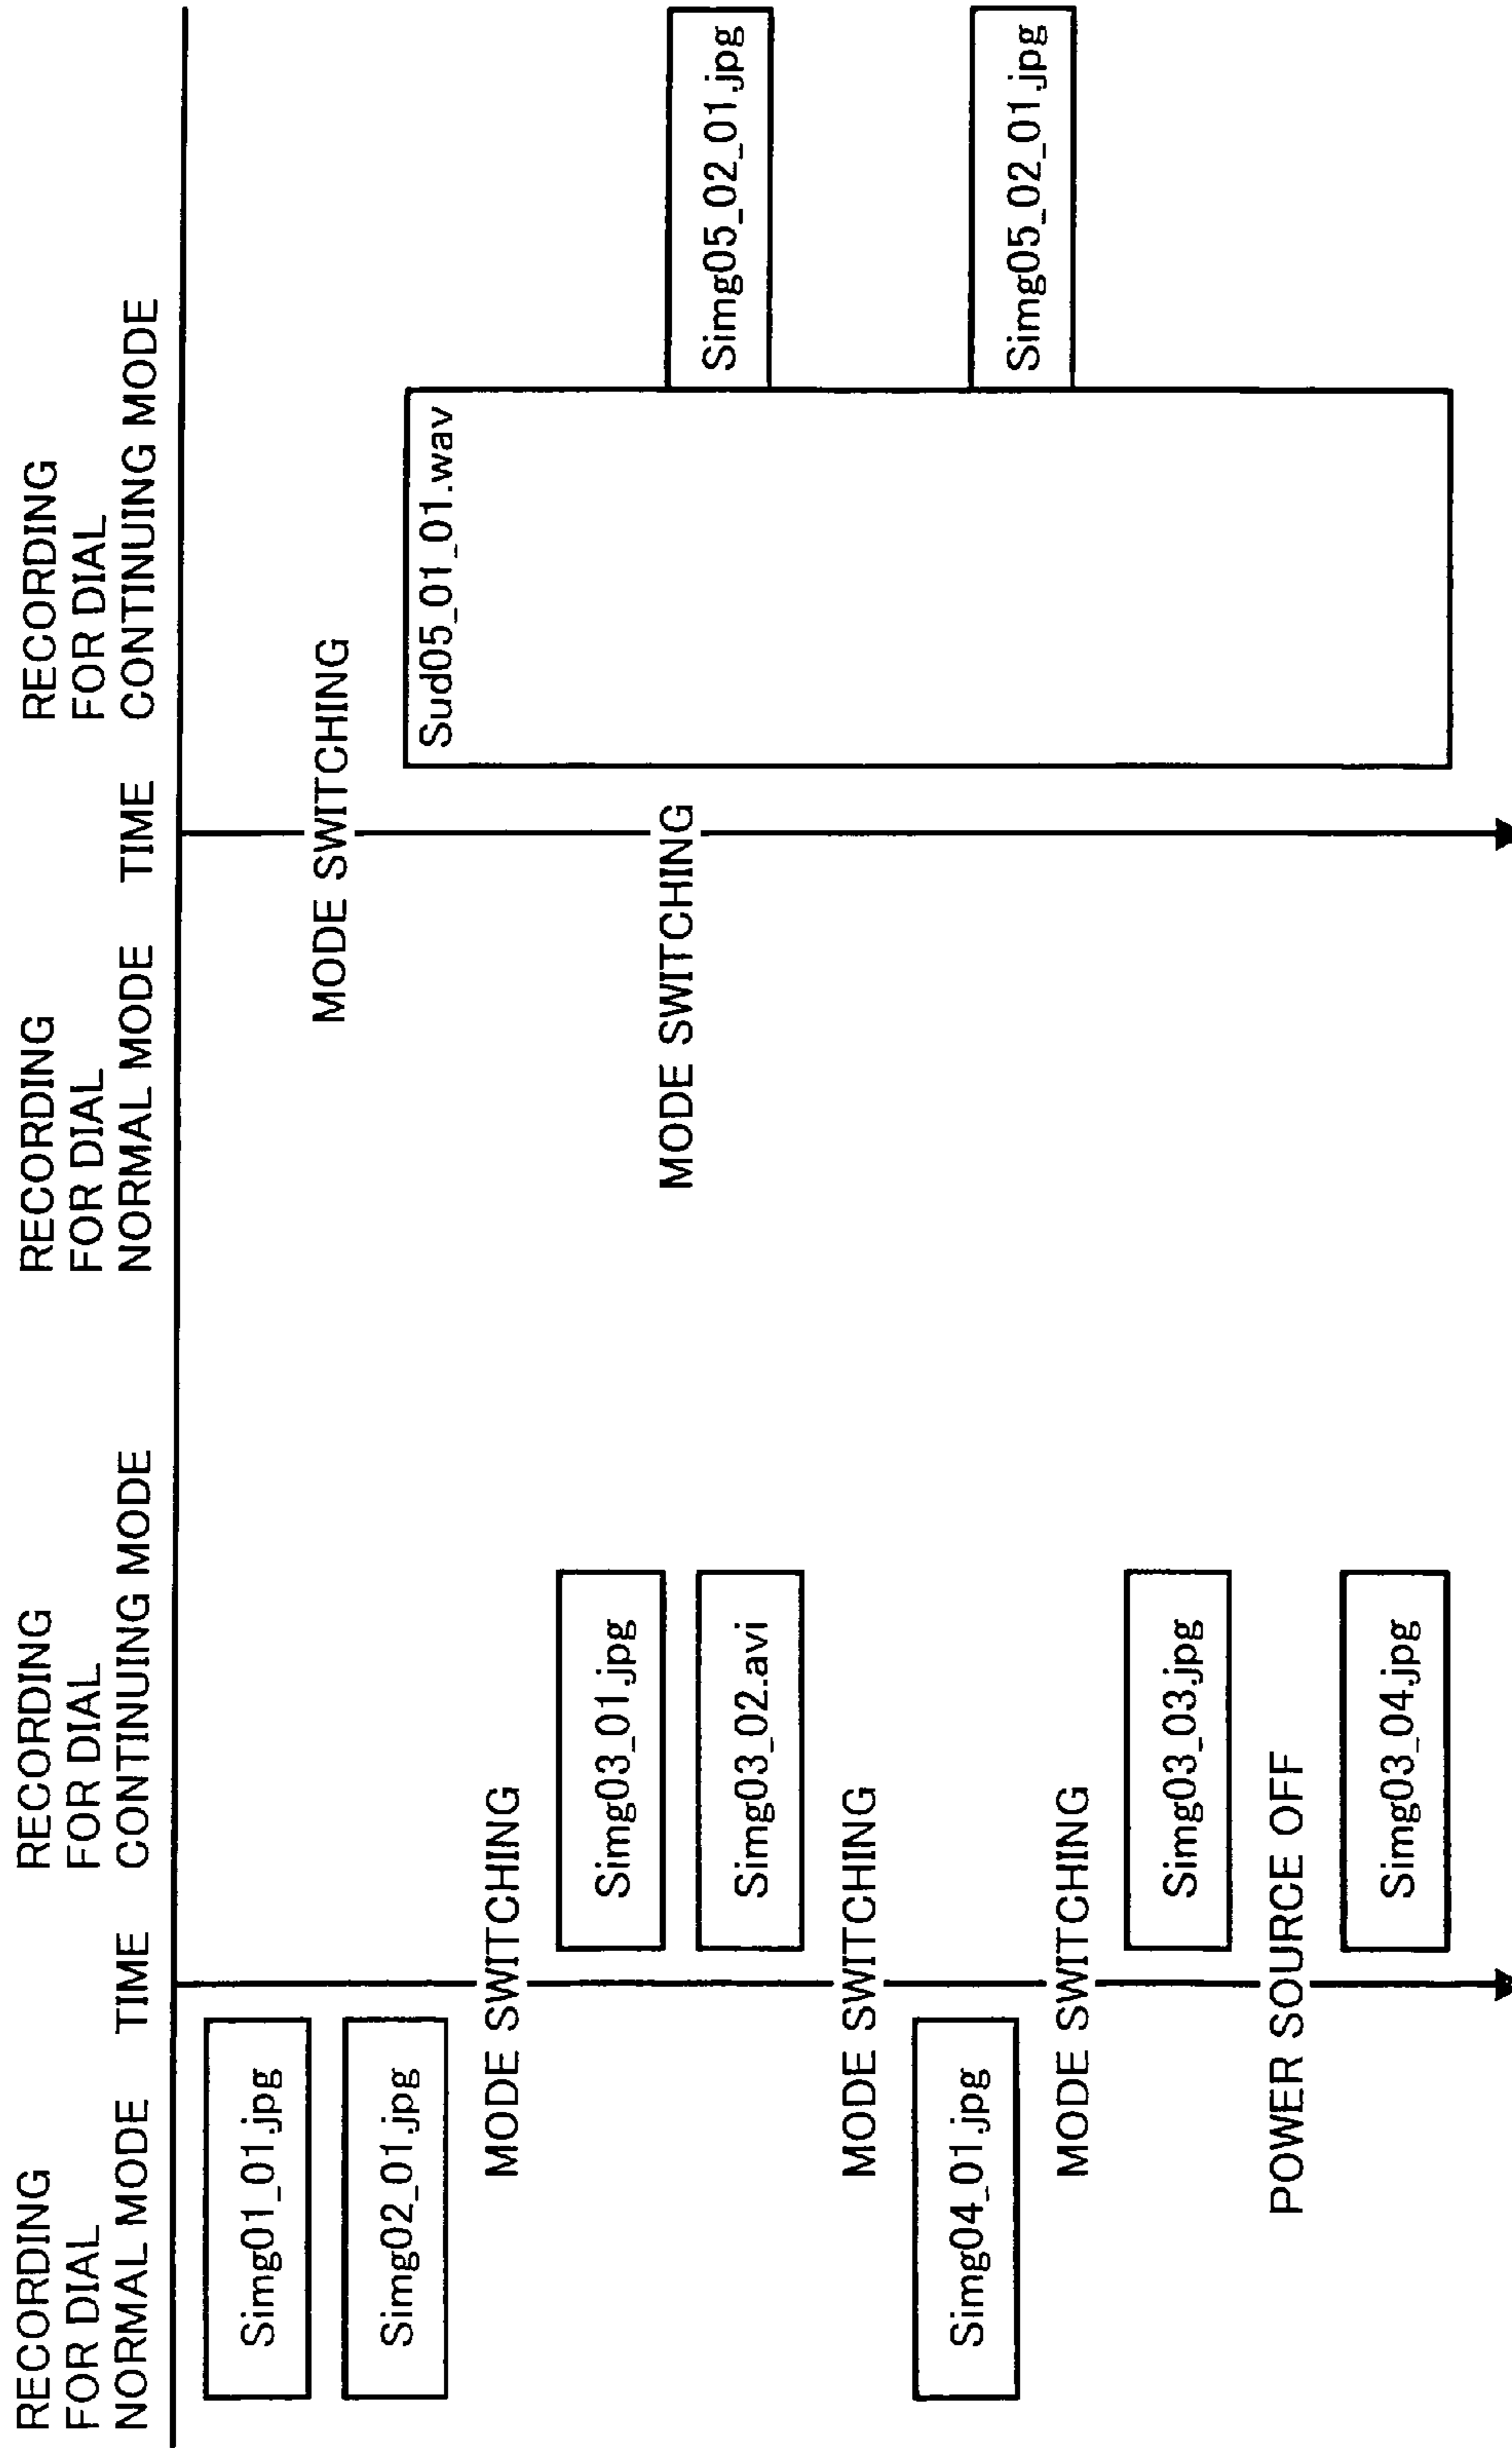 RECORDING
FOR DIAL
NORMAL MODE
TIME
RECORDING
FOR DIAL
CONTINUING MODE
Simg01_01.jpg
Simg02_01.jpg
MODE SWITCHING
Simg03_01.jpg
Simg03_02.avi
MODE SWITCHING
Simg04_01.jpg
MODE SWITCHING
Simg03_03.jpg
POWER SOURCE OFF
Simg03_04.jpg
RECORDING
FOR DIAL
NORMAL MODE
TIME
RECORDING
FOR DIAL
CONTINUING MODE
MODE SWITCHING
Sud05_01_01.wav
MODE SWITCHING
Simg05_02_01.jpg
Simg05_02_01.jpg